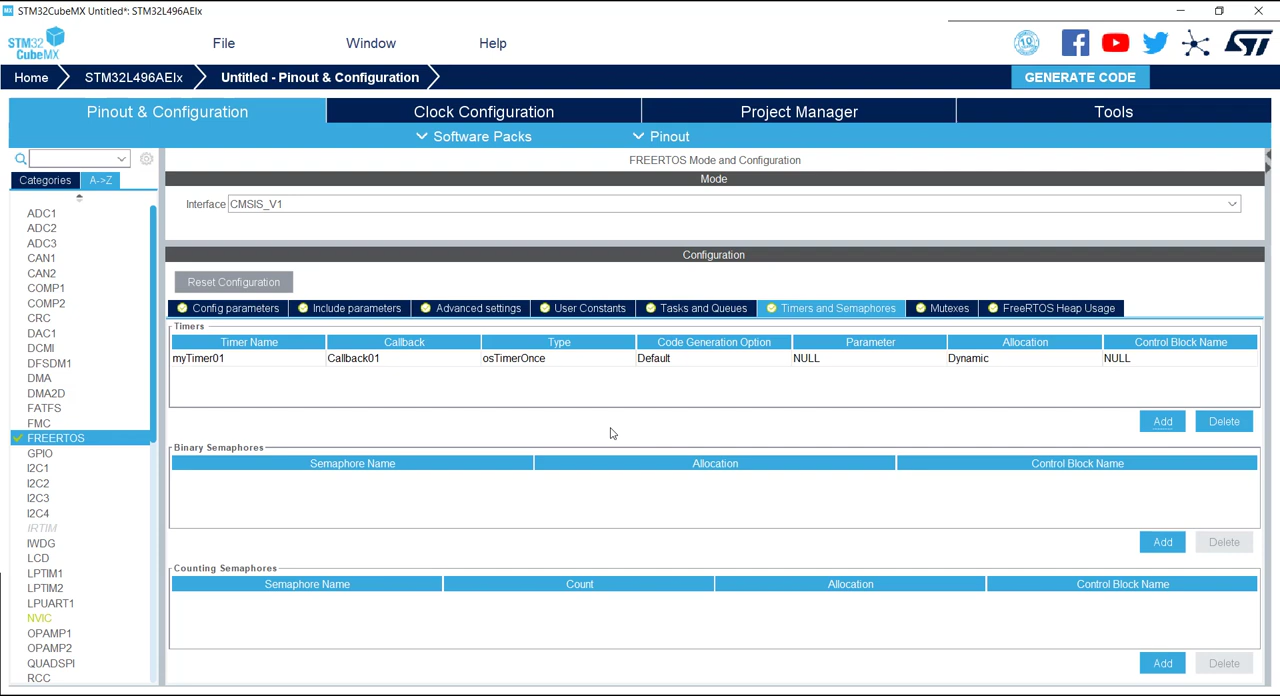 MX STM32CubeMX Untitled*: STM32L496AEIx
STM32 CubeMX
File Window Help
10
ST
Home STM32L496AEIx Untitled - Pinout & Configuration GENERATE CODE
Pinout & Configuration Clock Configuration Project Manager Tools
Software Packs Pinout
FREERTOS Mode and Configuration
Categories A->Z
Mode
Interface CMSIS_V1
Configuration
Reset Configuration
Config parameters Include parameters Advanced settings User Constants Tasks and Queues Timers and Semaphores Mutexes FreeRTOS Heap Usage
Timers
Timer Name Callback Type Code Generation Option Parameter Allocation Control Block Name
myTimer01 Callback01 osTimerOnce Default NULL Dynamic NULL
Add Delete
Binary Semaphores
Semaphore Name Allocation Control Block Name
Add Delete
Counting Semaphores
Semaphore Name Count Allocation Control Block Name
Add Delete
ADC1
ADC2
ADC3
CAN1
CAN2
COMP1
COMP2
CRC
DAC1
DCMI
DFSDM1
DMA
DMA2D
FATFS
FMC
FREERTOS
GPIO
I2C1
I2C2
I2C3
I2C4
IRTIM
IWDG
LCD
LPTIM1
LPTIM2
LPUART1
NVIC
OPAMP1
OPAMP2
QUADSPI
RCC